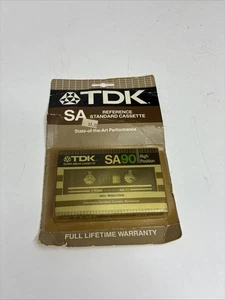 TDK
SA
REFERENCE
STANDARD CASSETTE
State-of-the-Art Performance
TDK
SA90
High
Position
FULL LIFETIME WARRANTY